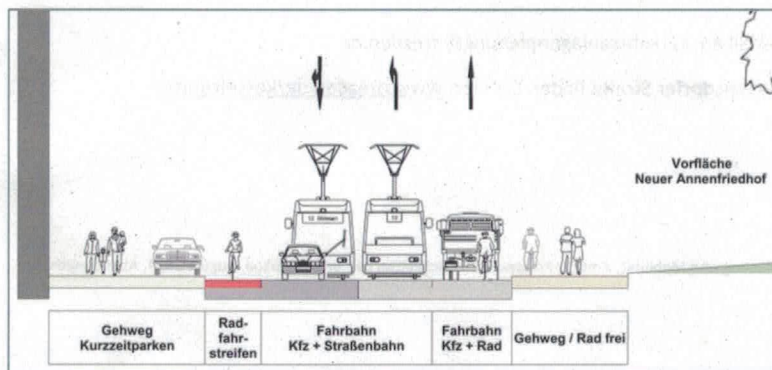 Vorfläche
Neuer Annenfriedhof
Gehweg
Kurzzeitparken
Rad-
fahr-
streifen
Fahrbahn
Kfz + Straßenbahn
Fahrbahn
Kfz + Rad
Gehweg / Rad frei